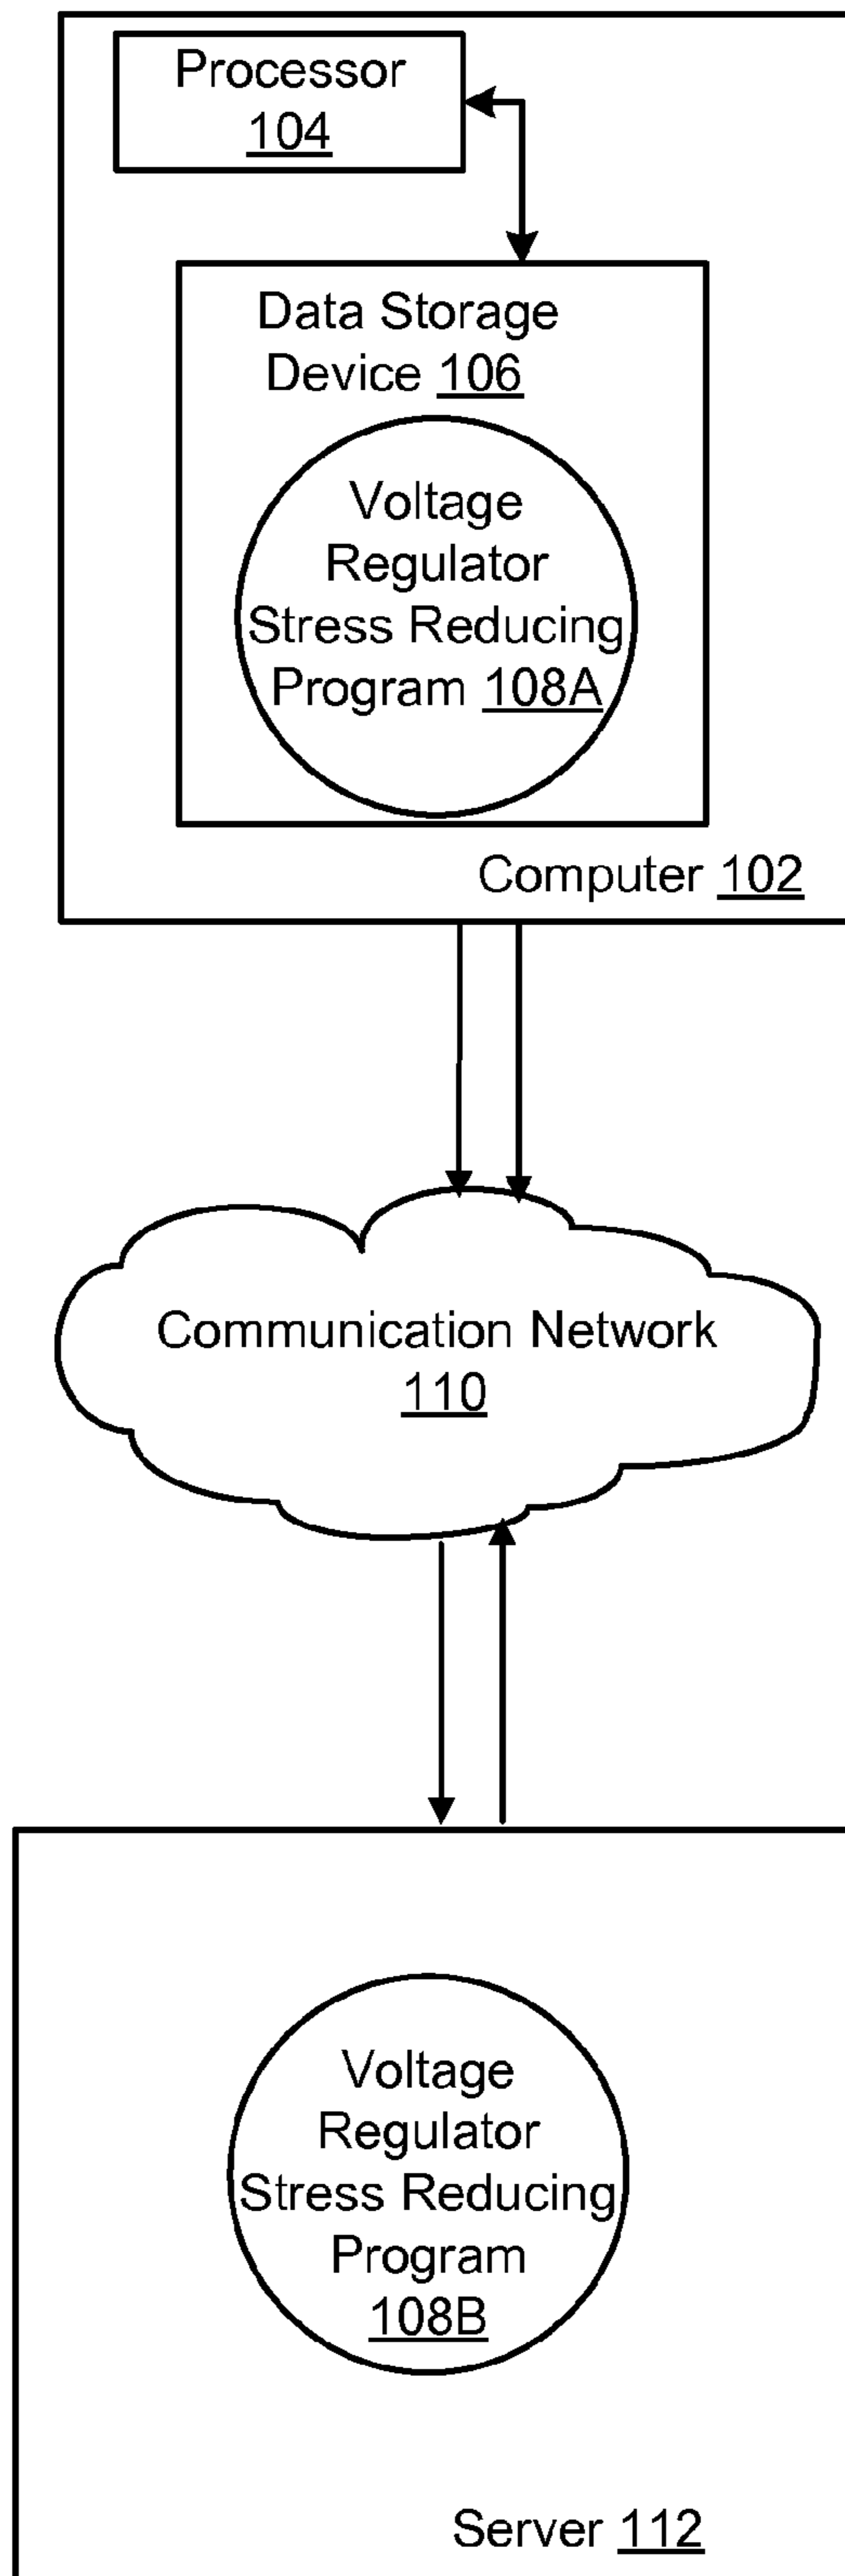 Processor
104
Data Storage
Device 106
Voltage
Regulator
Stress Reducing
Program 108A
Computer 102
Communication Network
110
Voltage
Regulator
Stress Reducing
Program
108B
Server 112